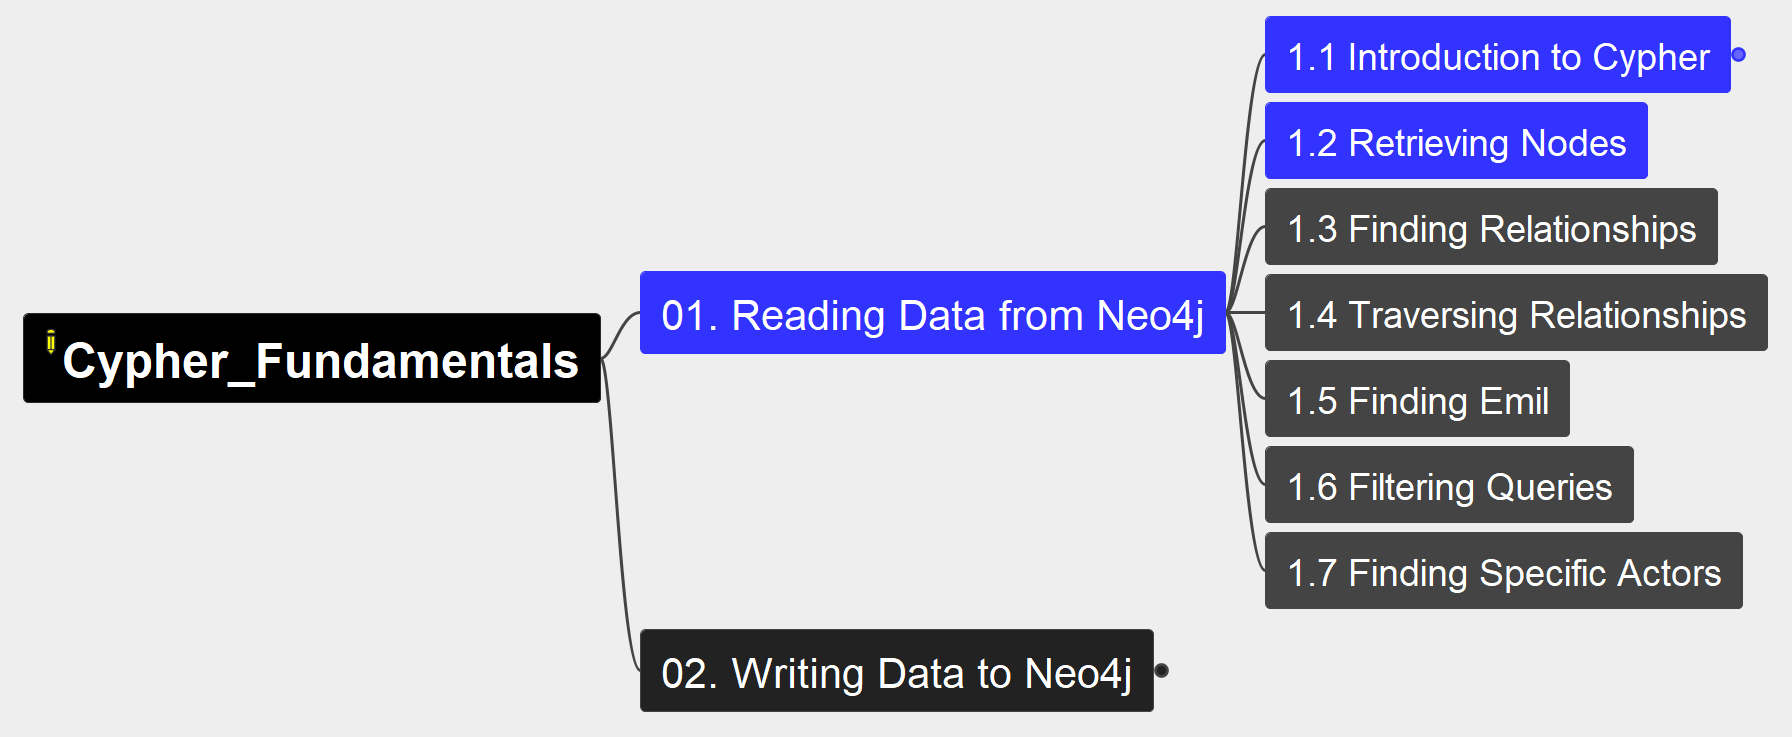 Cypher_Fundamentals
01. Reading Data from Neo4j
1.1 Introduction to Cypher
1.2 Retrieving Nodes
1.3 Finding Relationships
1.4 Traversing Relationships
1.5 Finding Emil
1.6 Filtering Queries
1.7 Finding Specific Actors
02. Writing Data to Neo4j